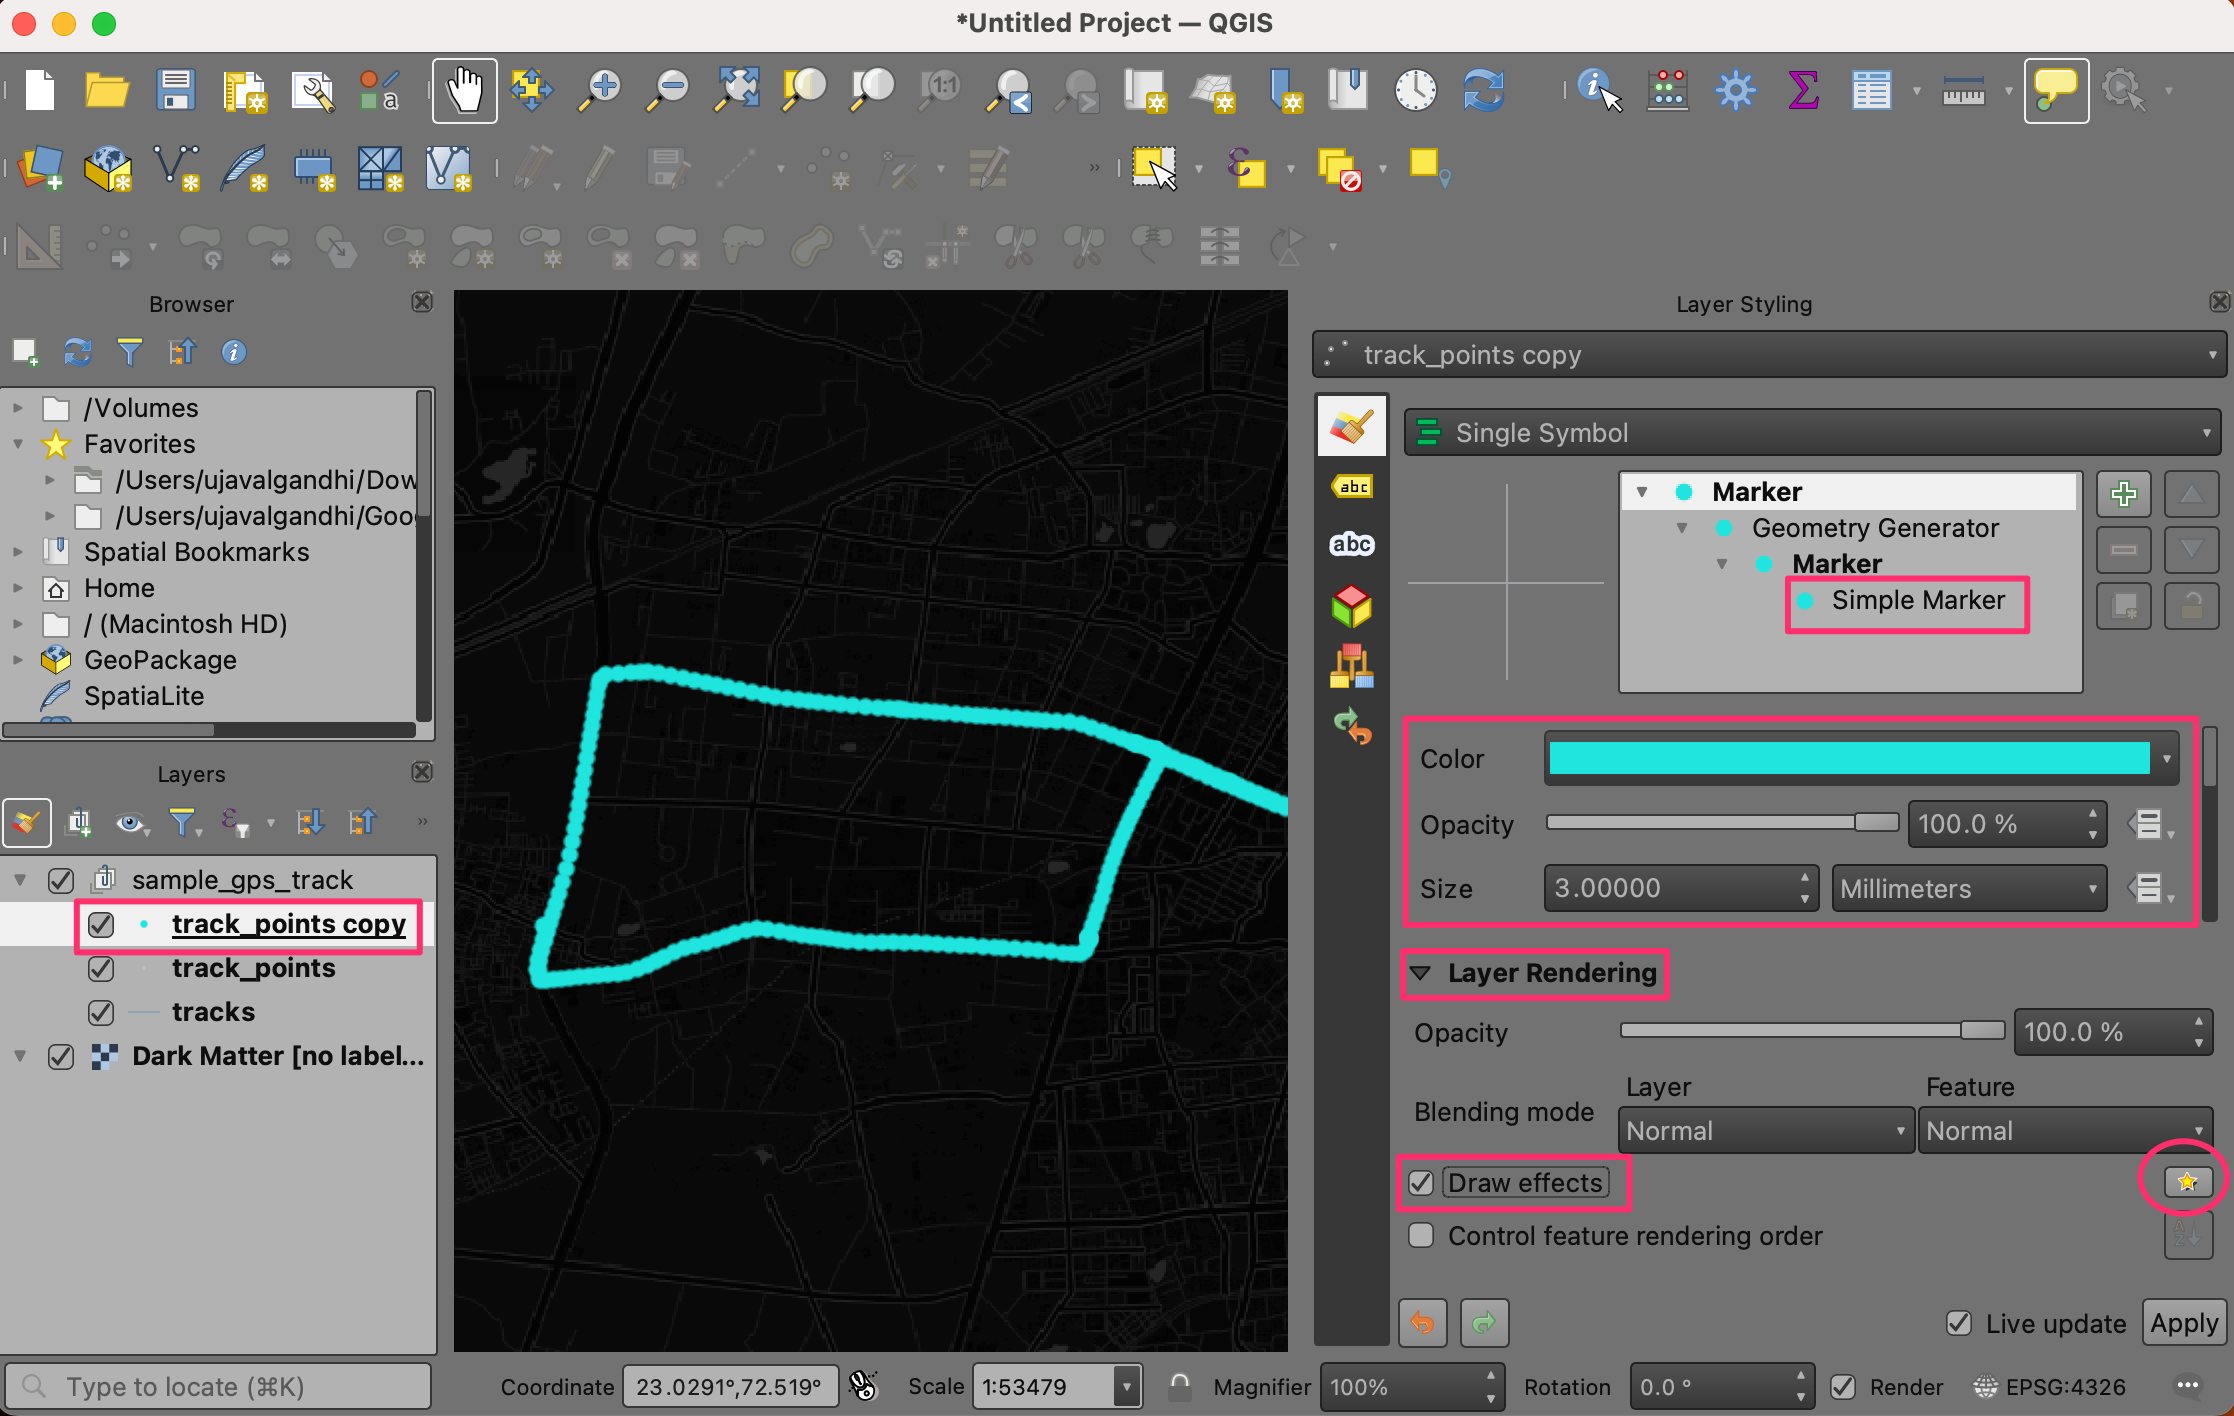 *Untitled Project — QGIS
a
1:1
Browser
/Volumes
Favorites
/Users/ujavalgandhi/Dow
/Users/ujavalgandhi/Goo
Spatial Bookmarks
Home
/ (Macintosh HD)
GeoPackage
SpatiaLite
Layers
sample_gps_track
track_points copy
track_points
tracks
Dark Matter [no label...
Layer Styling
track_points copy
Single Symbol
abc
abc
Marker
Geometry Generator
Marker
Simple Marker
Color
Opacity 100.0 %
Size 3.00000 Millimeters
Layer Rendering
Opacity 100.0 %
Layer Feature
Blending mode Normal Normal
Draw effects
Control feature rendering order
Live update Apply
Type to locate (⌘K) Coordinate 23.0291°,72.519° Scale 1:53479 Magnifier 100% Rotation 0.0 ° Render EPSG:4326